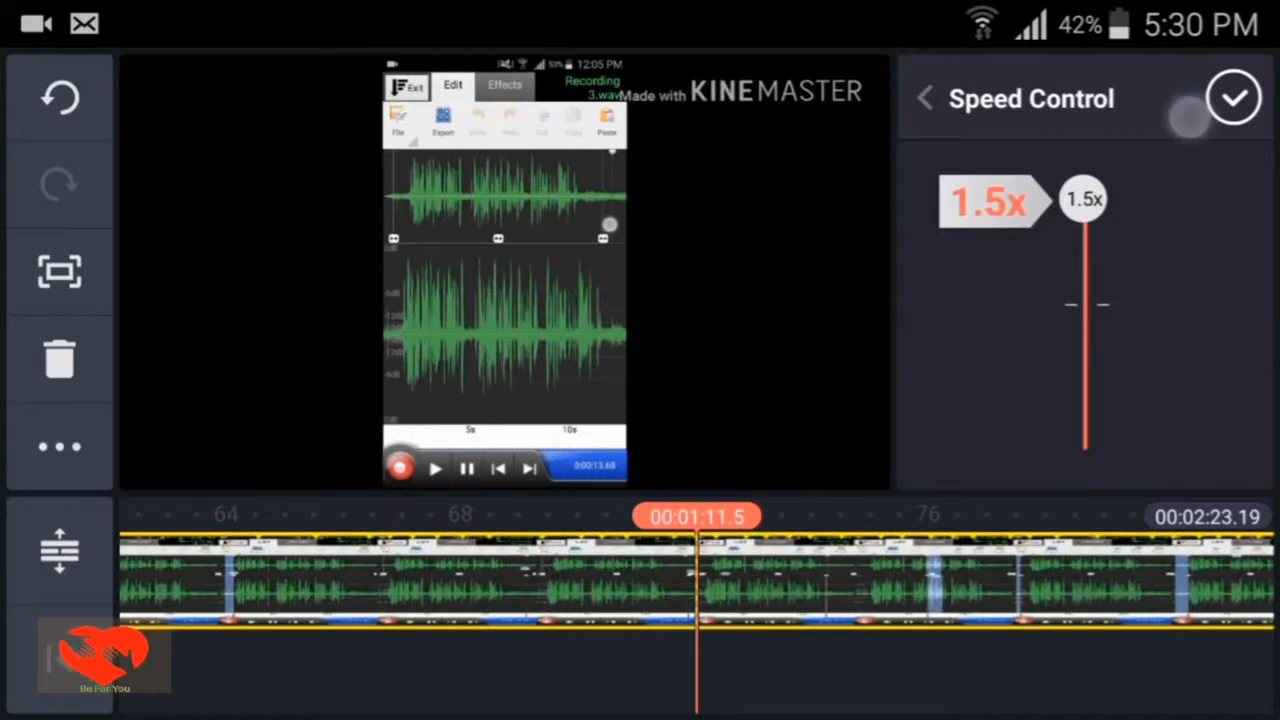 42% 5:30 PM
53% 12:05 PM
Exit Edit Effects Recording
3.wav
Made with KINEMASTER
File Export Undo Redo Cut Copy Paste
Speed Control
1.5x 1.5x
5s 10s
0:00:13.68
64 68 00:01:11.5 76 00:02:23.19
Be For You